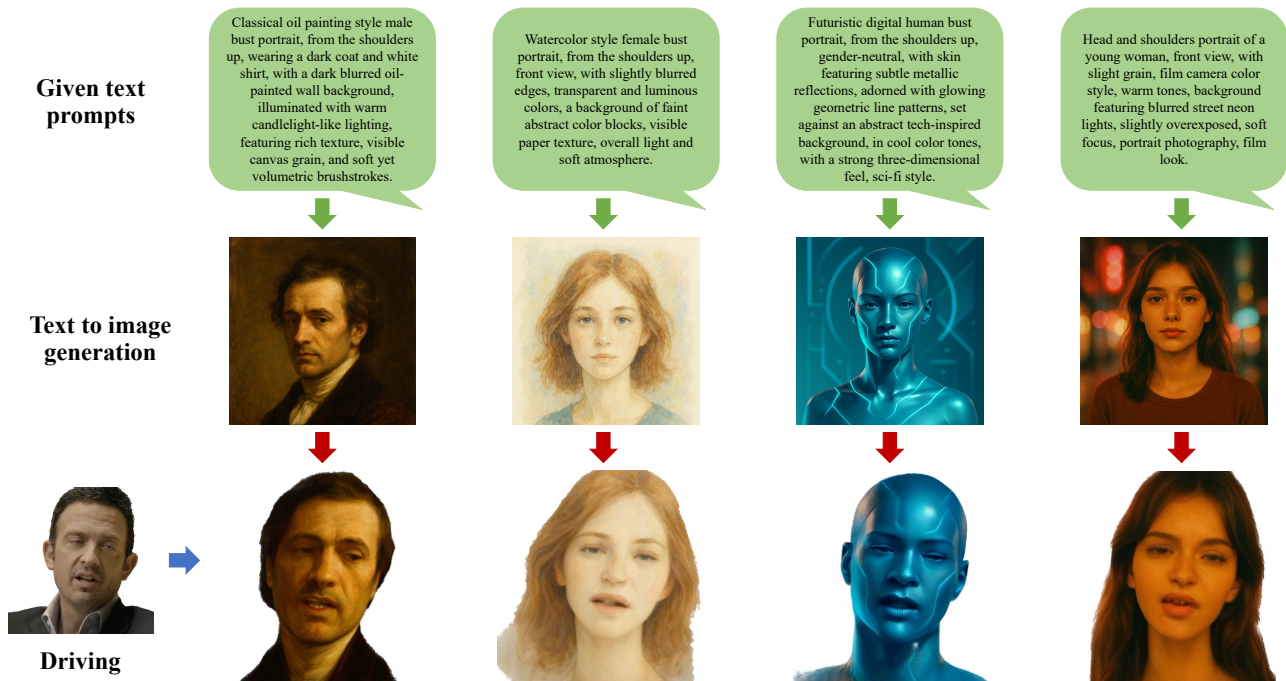 Given text
prompts
Classical oil painting style male
bust portrait, from the shoulders
up, wearing a dark coat and white
shirt, with a dark blurred oil-
painted wall background,
illuminated with warm
candlelight-like lighting,
featuring rich texture, visible
canvas grain, and soft yet
volumetric brushstrokes.
Watercolor style female bust
portrait, from the shoulders up,
front view, with slightly blurred
edges, transparent and luminous
colors, a background of faint
abstract color blocks, visible
paper texture, overall light and
soft atmosphere.
Futuristic digital human bust
portrait, from the shoulders up,
gender-neutral, with skin
featuring subtle metallic
reflections, adorned with glowing
geometric line patterns, set
against an abstract tech-inspired
background, in cool color tones,
with a strong three-dimensional
feel, sci-fi style.
Head and shoulders portrait of a
young woman, front view, with
slight grain, film camera color
style, warm tones, background
featuring blurred street neon
lights, slightly overexposed, soft
focus, portrait photography, film
look.
Text to image
generation
Driving